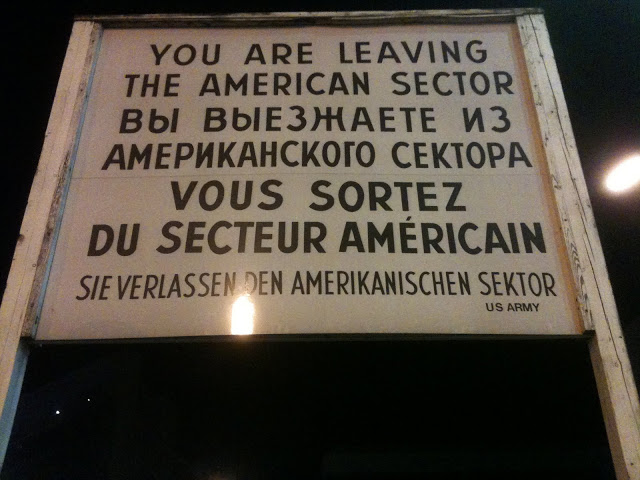 YOU ARE LEAVING
THE AMERICAN SECTOR
ВЫ ВЫЕЗЖАЕТЕ ИЗ
АМЕРИКАНСКОГО СЕКТОРА
VOUS SORTEZ
DU SECTEUR AMÉRICAIN
SIE VERLASSEN DEN AMERIKANISCHEN SEKTOR
US ARMY